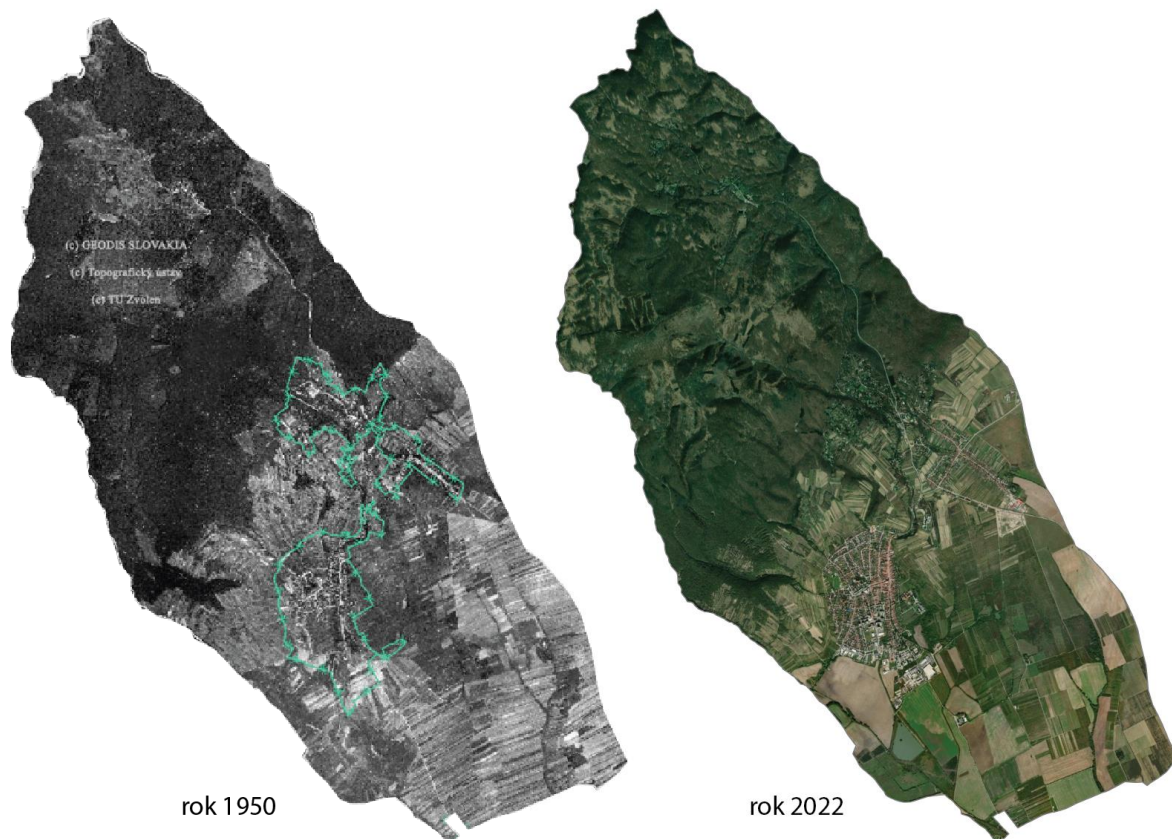 (c) GEODIS SLOVAKIA
(c) Topografický ústav
(c) TU Zvolen
rok 1950
rok 2022